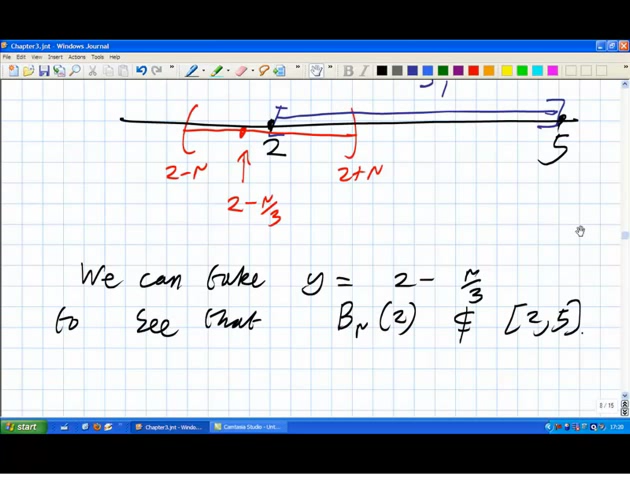 Chapter3.jnt - Windows Journal
File Edit View Insert Actions Tools Help
2-r
2
2+r
5
2 - r/3
We can take y = 2 - r/3
to see that Br(2) ⊄ [2,5].
8 / 15
start
Chapter3.jnt - Windo...
Camtasia Studio - Unt...
17:20